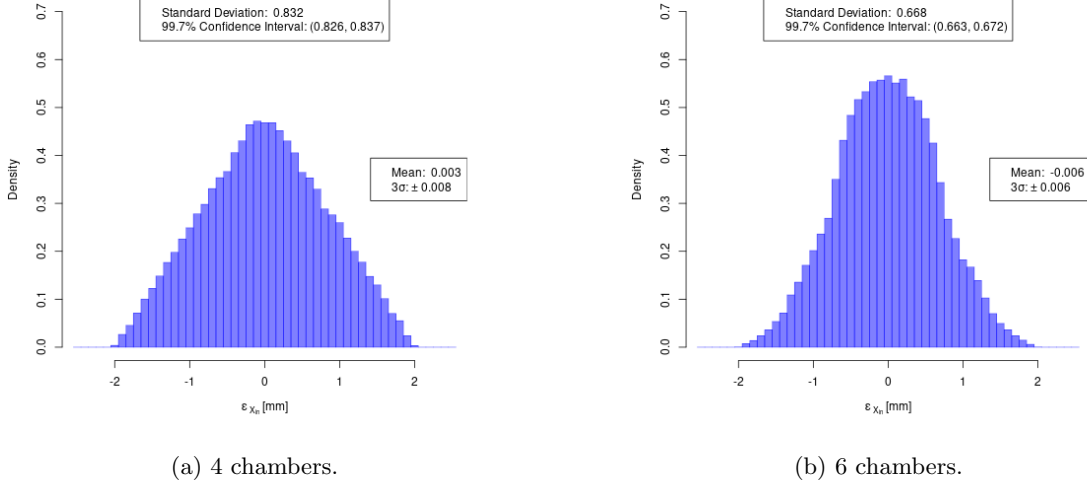 Standard Deviation: 0.832
99.7% Confidence Interval: (0.826, 0.837)
0.7
0.6
0.5
0.4
0.3
0.2
0.1
0.0
Density
Mean: 0.003
3σ: ± 0.008
-2 -1 0 1 2
ε Xin [mm]
(a) 4 chambers.
Standard Deviation: 0.668
99.7% Confidence Interval: (0.663, 0.672)
0.7
0.6
0.5
0.4
0.3
0.2
0.1
0.0
Density
Mean: -0.006
3σ: ± 0.006
-2 -1 0 1 2
ε Xin [mm]
(b) 6 chambers.